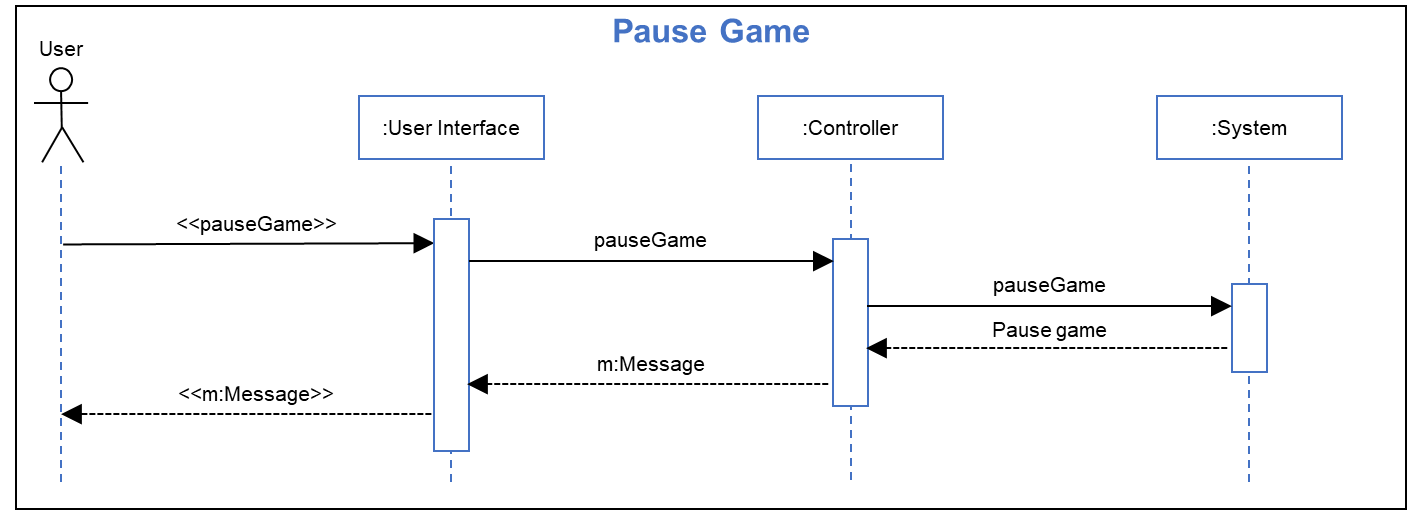 Pause Game
User
:User Interface
:Controller
:System
<<pauseGame>>
pauseGame
pauseGame
Pause game
m:Message
<<m:Message>>